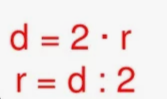 d = 2 · r
r = d : 2